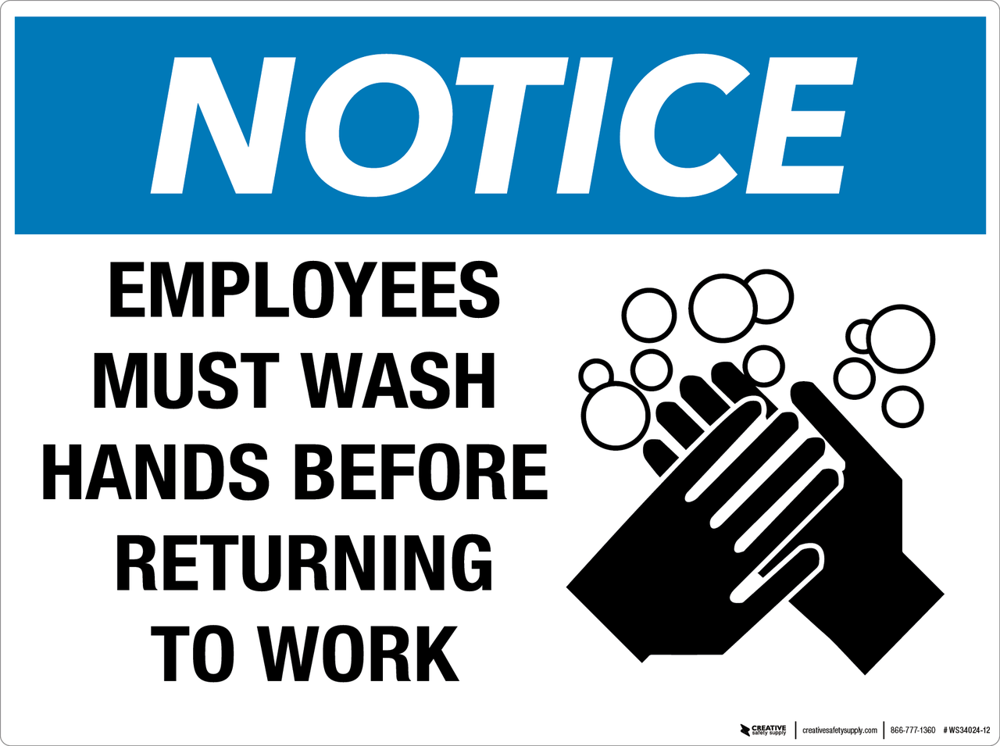 NOTICE
EMPLOYEES
MUST WASH
HANDS BEFORE
RETURNING
TO WORK
CREATIVE
safety supply
creativesafetysupply.com
866-777-1360
# WS34024-12